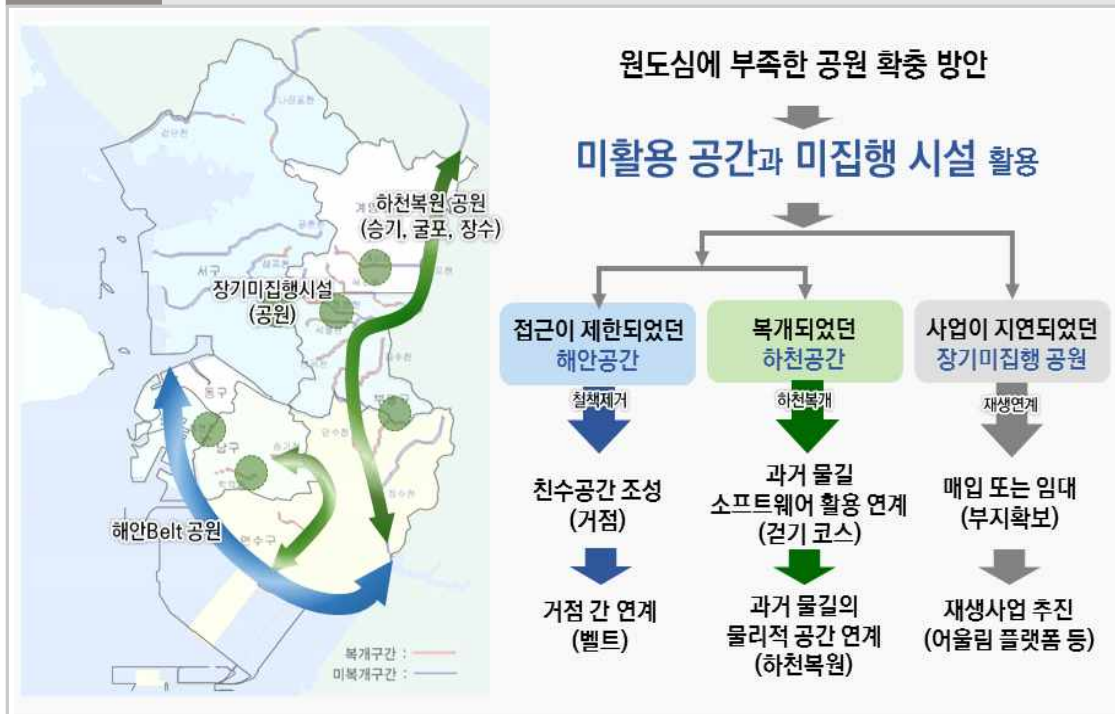 원도심에 부족한 공원 확충 방안
미활용 공간과 미집행 시설 활용
접근이 제한되었던
해안공간
복개되었던
하천공간
사업이 지연되었던
장기미집행 공원
철책제거
하천복개
재생연계
친수공간 조성
(거점)
과거 물길
소프트웨어 활용 연계
(걷기 코스)
매입 또는 임대
(부지확보)
거점 간 연계
(벨트)
과거 물길의
물리적 공간 연계
(하천복원)
재생사업 추진
(어울림 플랫폼 등)
하천복원 공원
(승기, 굴포, 장수)
서구
장기미집행시설
(공원)
동구
남구
해안Belt 공원
연수구
복개구간 :
미복개구간 :